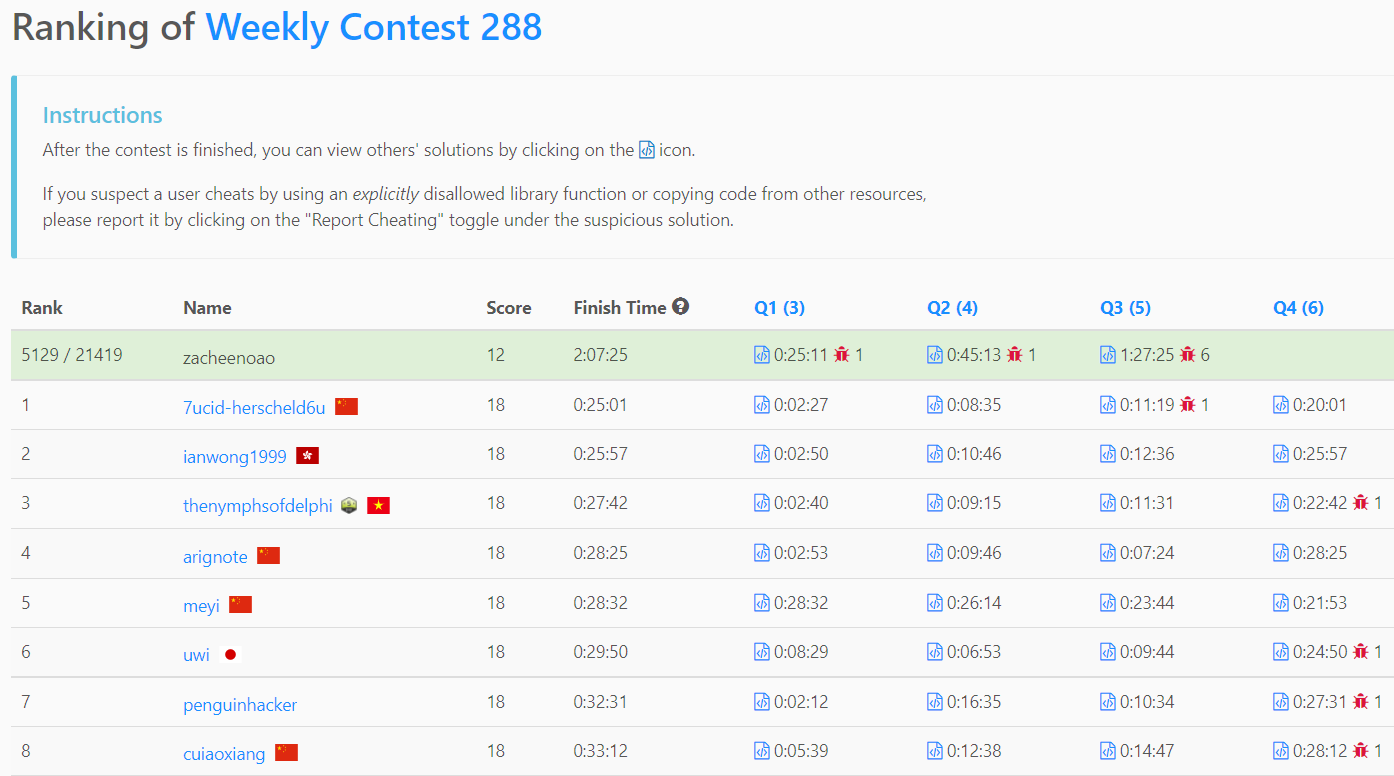 Ranking of Weekly Contest 288
Instructions
After the contest is finished, you can view others' solutions by clicking on the icon.
If you suspect a user cheats by using an explicitly disallowed library function or copying code from other resources,
please report it by clicking on the "Report Cheating" toggle under the suspicious solution.
Rank Name Score Finish Time ? Q1 (3) Q2 (4) Q3 (5) Q4 (6)
5129 / 21419 zacheenoao 12 2:07:25 0:25:11 1 0:45:13 1 1:27:25 6
1 7ucid-herscheld6u 18 0:25:01 0:02:27 0:08:35 0:11:19 1 0:20:01
2 ianwong1999 18 0:25:57 0:02:50 0:10:46 0:12:36 0:25:57
3 thenymphsofdelphi 18 0:27:42 0:02:40 0:09:15 0:11:31 0:22:42 1
4 arignote 18 0:28:25 0:02:53 0:09:46 0:07:24 0:28:25
5 meyi 18 0:28:32 0:28:32 0:26:14 0:23:44 0:21:53
6 uwi 18 0:29:50 0:08:29 0:06:53 0:09:44 0:24:50 1
7 penguinhacker 18 0:32:31 0:02:12 0:16:35 0:10:34 0:27:31 1
8 cuiaoxiang 18 0:33:12 0:05:39 0:12:38 0:14:47 0:28:12 1